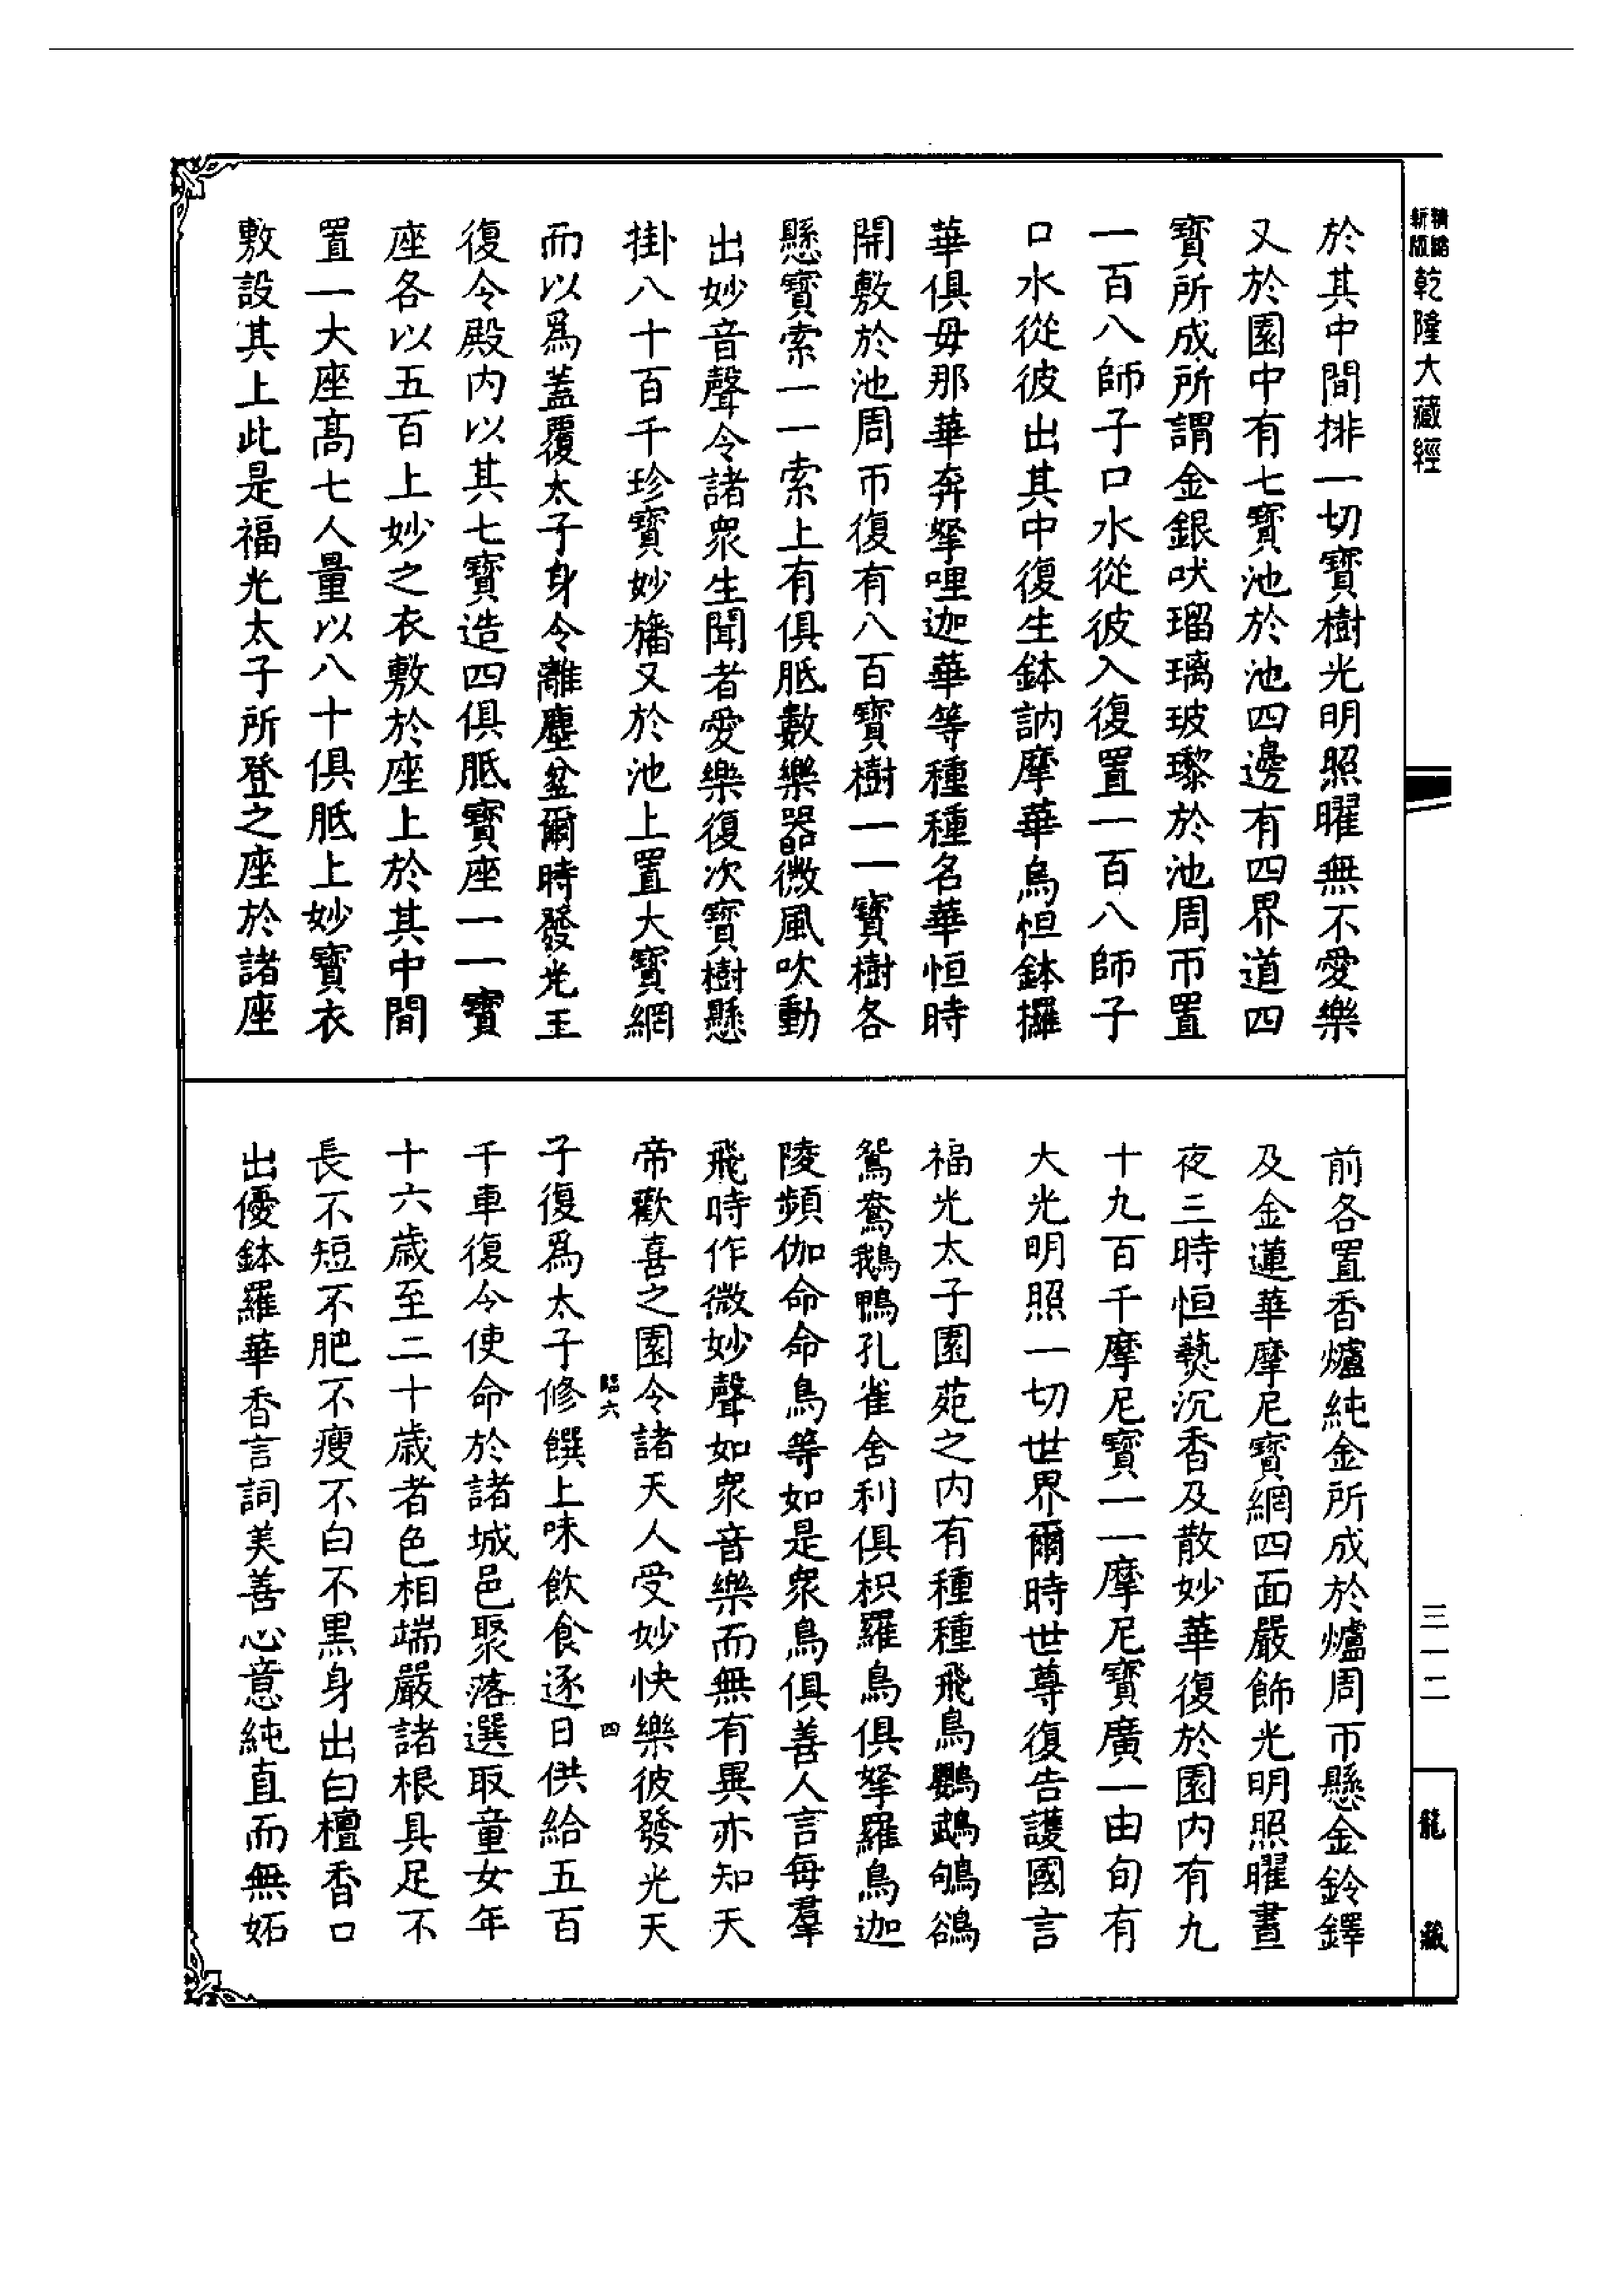 精縮新版乾隆大藏經
於其中間排一切寶樹光明照曜無不愛樂
又於園中有七寶池於池四邊有四界道四
寶所成所謂金銀吠瑠璃玻瓈於池周帀置
一百八師子口水從彼入復置一百八師子
口水從彼出其中復生鉢訥摩華烏怛鉢攞
華俱毋那華奔拏哩迦華等種種名華恒時
開敷於池周帀復有八百寶樹一一寶樹各
懸寶索一一索上有俱胝數樂器微風吹動
出妙音聲令諸衆生聞者愛樂復次寶樹懸
掛八十百千珍寶妙旛又於池上置大寶網
而以爲蓋覆太子身令離塵坌爾時發光王
復令殿内以其七寶造四俱胝寶座一一寶
座各以五百上妙之衣敷於座上於其中間
置一大座髙七人量以八十俱胝上妙寶衣
敷設其上此是福光太子所登之座於諸座
前各置香爐純金所成於爐周帀懸金鈴鐸
及金蓮華摩尼寶網四面嚴飾光明照曜晝
夜三時恒爇沉香及散妙華復於園内有九
十九百千摩尼寶一一摩尼寶廣一由旬有
大光明照一切世界爾時世尊復告護國言
福光太子園苑之内有種種飛鳥鸚鵡鴝鵒
鴛鴦鵝鴨孔雀舍利俱枳羅鳥俱拏羅鳥迦
陵頻伽命命鳥等如是衆鳥俱善人言每羣
飛時作微妙聲如衆音樂而無有異亦知天
帝歡喜之園令諸天人受妙快樂彼發光天
臨六 四
子復爲太子修饌上味飲食逐日供給五百
千車復令使命於諸城邑聚落選取童女年
十六歲至二十歲者色相端嚴諸根具足不
長不短不肥不瘦不白不黒身出白檀香口
出優鉢羅華香言詞美善心意純直而無妬
三一二
龍藏